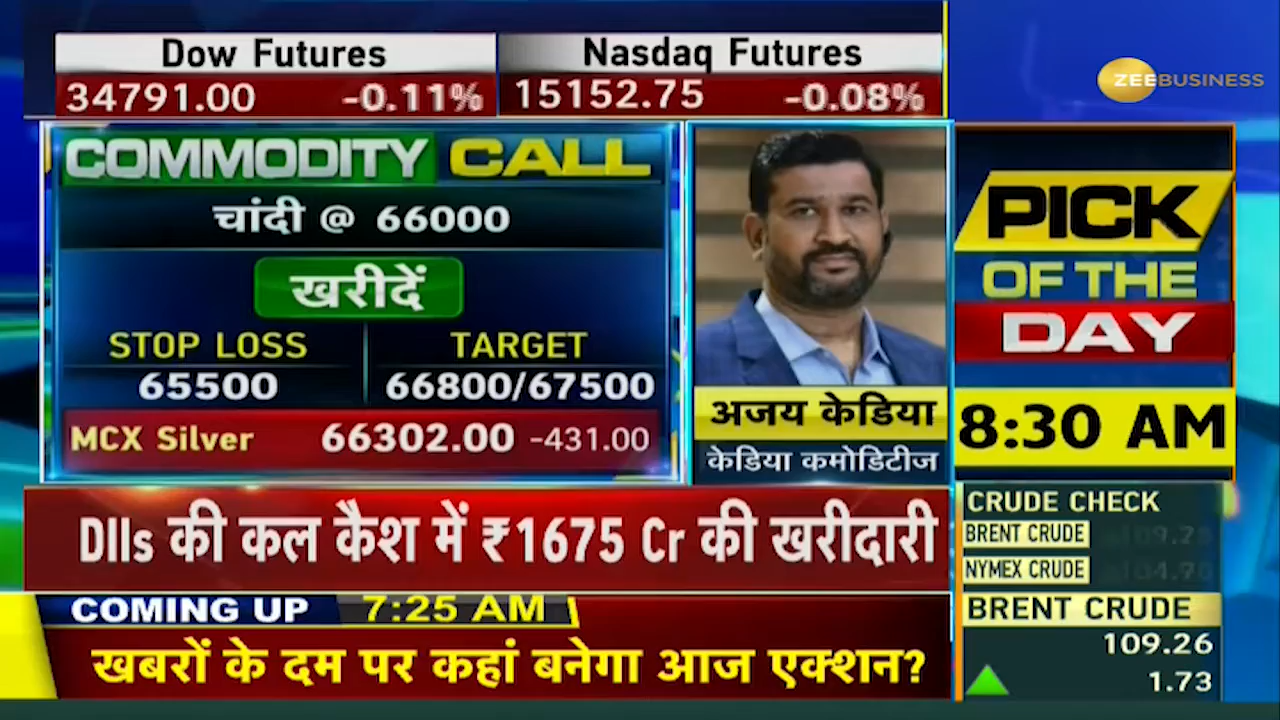 Dow Futures
34791.00 -0.11%
Nasdaq Futures
15152.75 -0.08%
ZEEBUSINESS
COMMODITY CALL
चांदी @ 66000
खरीदें
STOP LOSS
65500
TARGET
66800/67500
MCX Silver 66302.00 -431.00
अजय केडिया
केडिया कमोडिटीज
PICK
OF THE
DAY
8:30 AM
DIIs की कल कैश में ₹1675 Cr की खरीदारी
COMING UP 7:25 AM
खबरों के दम पर कहां बनेगा आज एक्शन?
CRUDE CHECK
BRENT CRUDE
NYMEX CRUDE
BRENT CRUDE
109.26
1.73